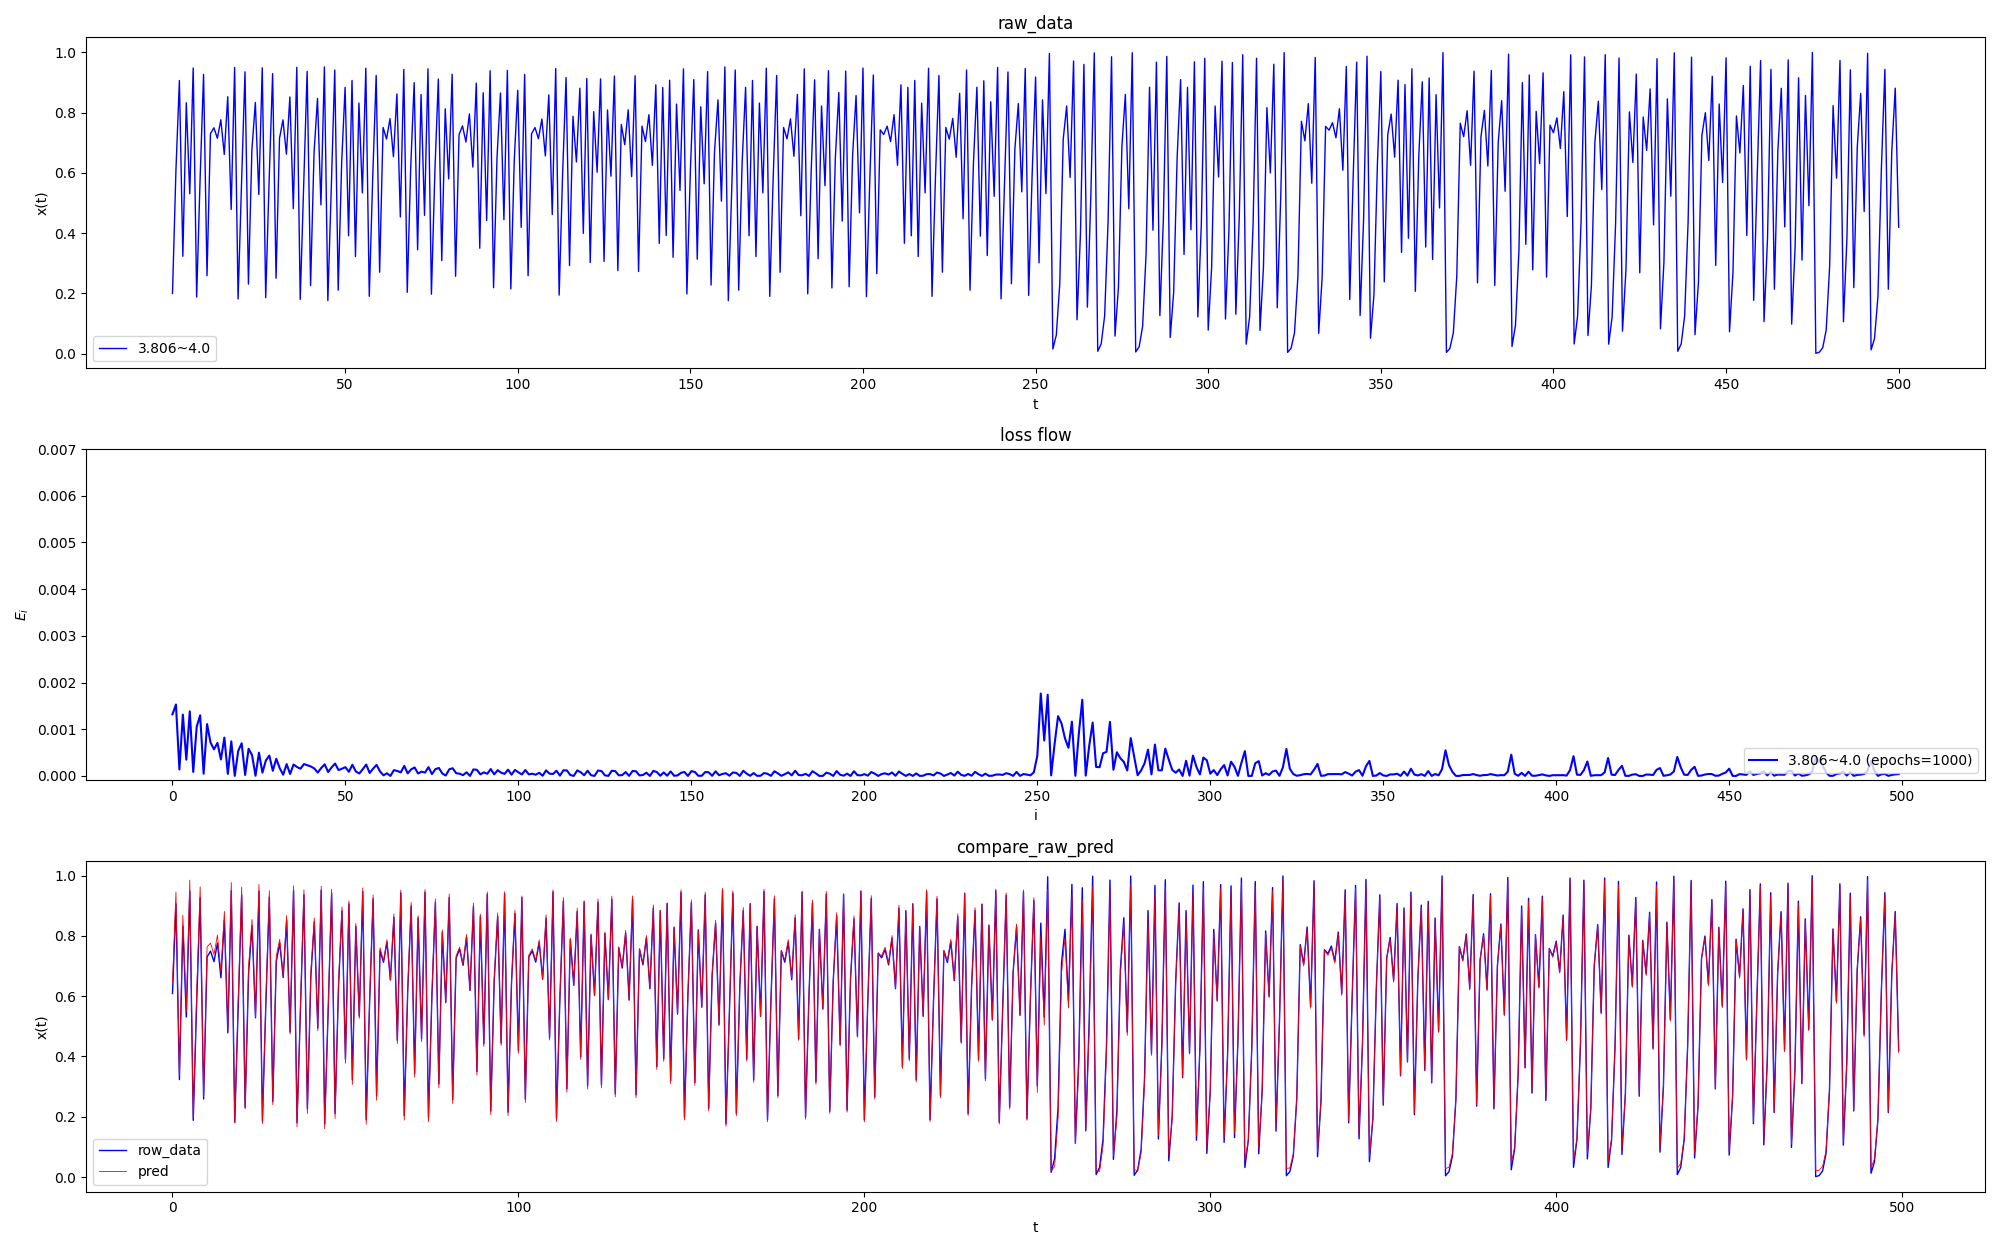 raw_data
1.0
0.8
0.6
0.4
0.2
0.0
x(t)
3.806~4.0
50 100 150 200 250 300 350 400 450 500
t
loss flow
0.007
0.006
0.005
0.004
0.003
0.002
0.001
0.000
E_i
3.806~4.0 (epochs=1000)
0 50 100 150 200 250 300 350 400 450 500
i
compare_raw_pred
1.0
0.8
0.6
0.4
0.2
0.0
x(t)
row_data
pred
0 100 200 300 400 500
t